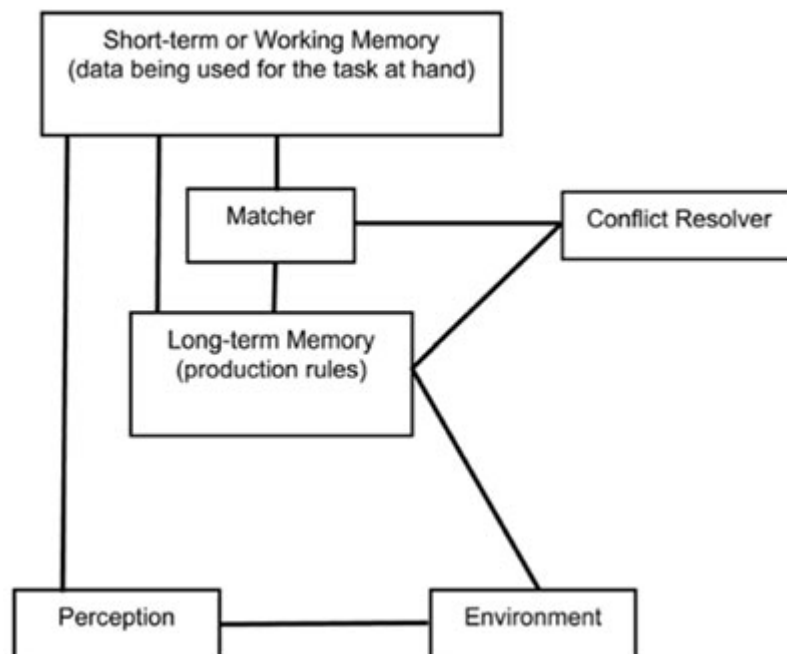 Short-term or Working Memory
(data being used for the task at hand)
Matcher
Conflict Resolver
Long-term Memory
(production rules)
Perception
Environment